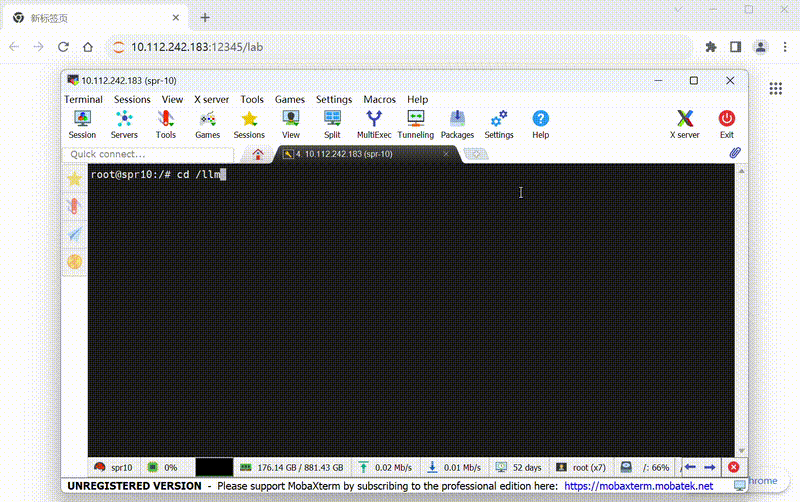 新标签页
10.112.242.183:12345/lab
10.112.242.183 (spr-10)
Terminal Sessions View X server Tools Games Settings Macros Help
Session Servers Tools Games Sessions View Split MultiExec Tunneling Packages Settings Help X server Exit
Quick connect... 4. 10.112.242.183 (spr-10)
root@spr10:/# cd /llm
spr10 0% 176.14 GB / 881.43 GB 0.02 Mb/s 0.01 Mb/s 52 days root (x7) /: 66% /
UNREGISTERED VERSION - Please support MobaXterm by subscribing to the professional edition here: https://mobaxterm.mobatek.net
hrome